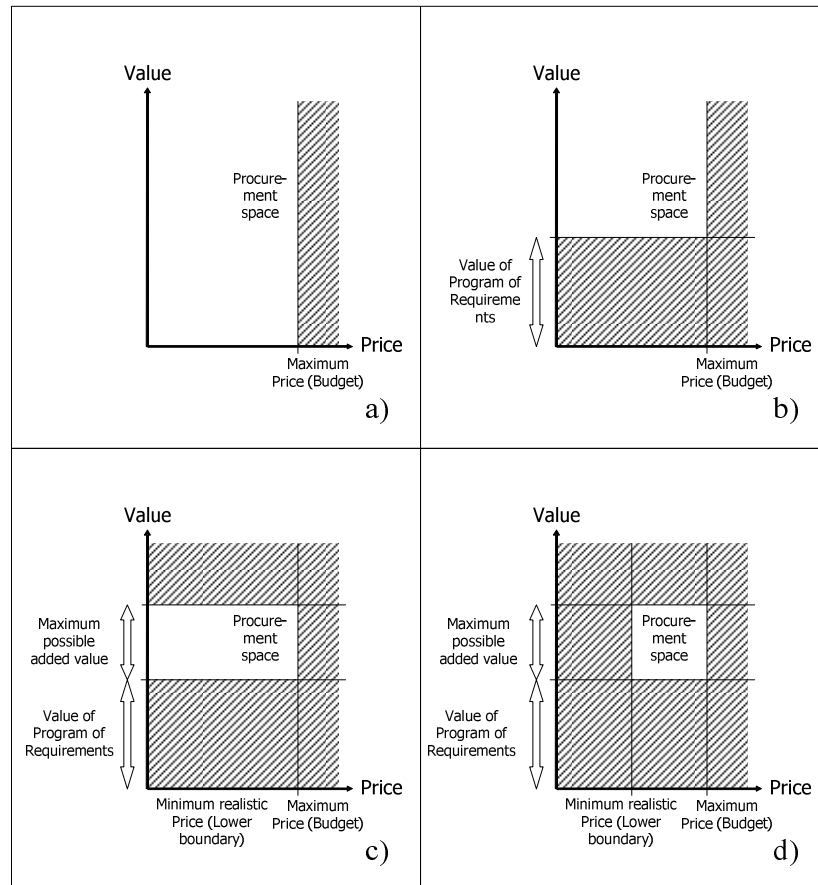 Value
Procure-
ment
space
Price
Maximum
Price (Budget)
a)
Value
Procure-
ment
space
Value of
Program of
Requireme
nts
Price
Maximum
Price (Budget)
b)
Value
Maximum
possible
added value
Procure-
ment
space
Value of
Program of
Requirements
Price
Minimum realistic
Price (Lower
boundary)
Maximum
Price (Budget)
c)
Value
Maximum
possible
added value
Procure-
ment
space
Value of
Program of
Requirements
Price
Minimum realistic
Price (Lower
boundary)
Maximum
Price (Budget)
d)